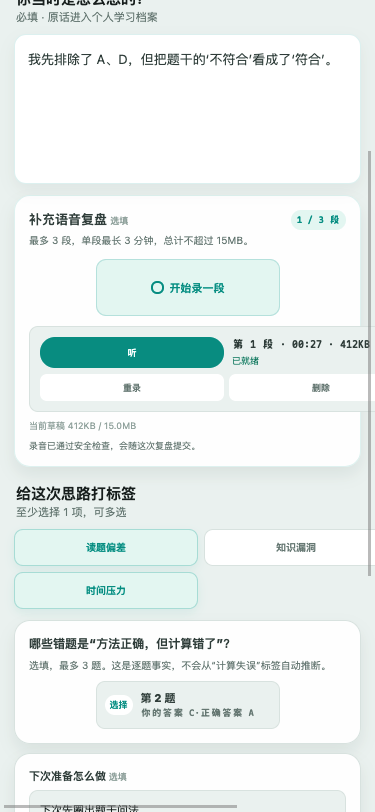 必填 · 原话进入个人学习档案
我先排除了 A、D，但把题干的‘不符合’看成了‘符合’。
补充语音复盘 选填
1 / 3 段
最多 3 段，单段最长 3 分钟，总计不超过 15MB。
开始录一段
听
第 1 段 · 00:27 · 412KB
已就绪
重录
删除
当前草稿 412KB / 15.0MB
录音已通过安全检查，会随这次复盘提交。
给这次思路打标签
至少选择 1 项，可多选
读题偏差
知识漏洞
时间压力
哪些错题是“方法正确，但计算错了”？
选填，最多 3 题。这是逐题事实，不会从“计算失误”标签自动推断。
选择
第 2 题
你的答案 C·正确答案 A
下次准备怎么做 选填
下次先圈出题干问法